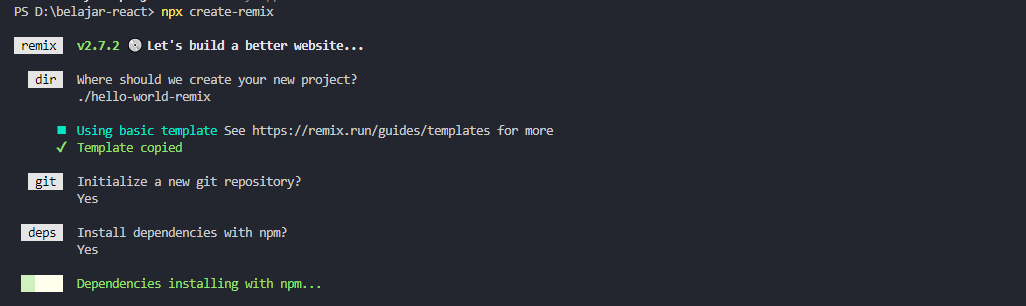 PS D:\belajar-react> npx create-remix
remix v2.7.2 💿 Let's build a better website...
dir Where should we create your new project?
./hello-world-remix
■ Using basic template See https://remix.run/guides/templates for more
✓ Template copied
git Initialize a new git repository?
Yes
deps Install dependencies with npm?
Yes
Dependencies installing with npm...